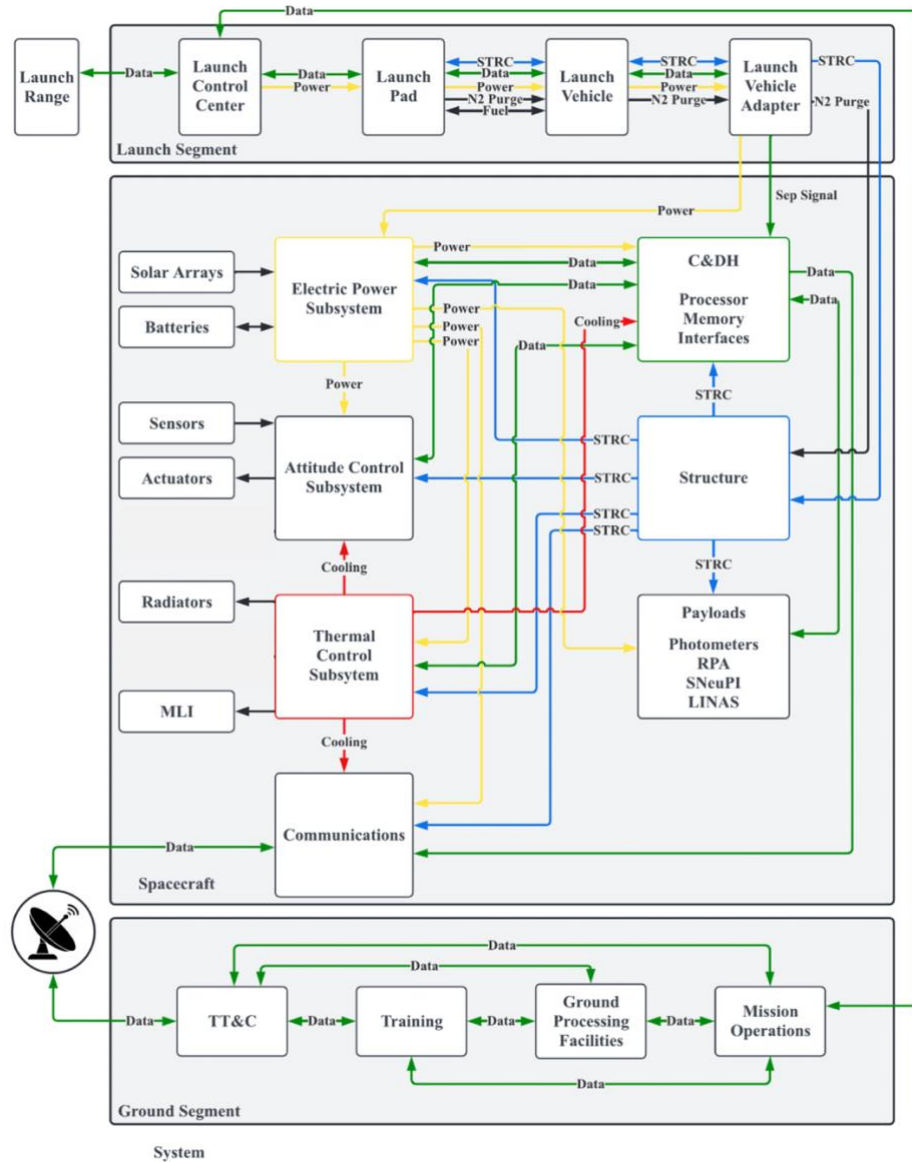 Data
Launch
Range
Data
Launch
Control
Center
Data
Power
Launch
Pad
STRC
Data
Power
N2 Purge
Fuel
Launch
Vehicle
STRC
Data
Power
N2 Purge
Launch
Vehicle
Adapter
STRC
N2 Purge
Launch Segment
Sep Signal
Power
Solar Arrays
Batteries
Electric Power
Subsystem
Power
Data
Data
Power
Power
Power
Cooling
Data
C&DH
Processor
Memory
Interfaces
Data
Data
Power
STRC
Sensors
Actuators
Attitude Control
Subsystem
STRC
STRC
STRC
STRC
Structure
Cooling
STRC
Radiators
MLI
Thermal
Control
Subsytem
Payloads
Photometers
RPA
SNeuPI
LINAS
Cooling
Communications
Data
Spacecraft
Data
Data
Data
TT&C
Data
Training
Data
Ground
Processing
Facilities
Data
Mission
Operations
Data
Ground Segment
System